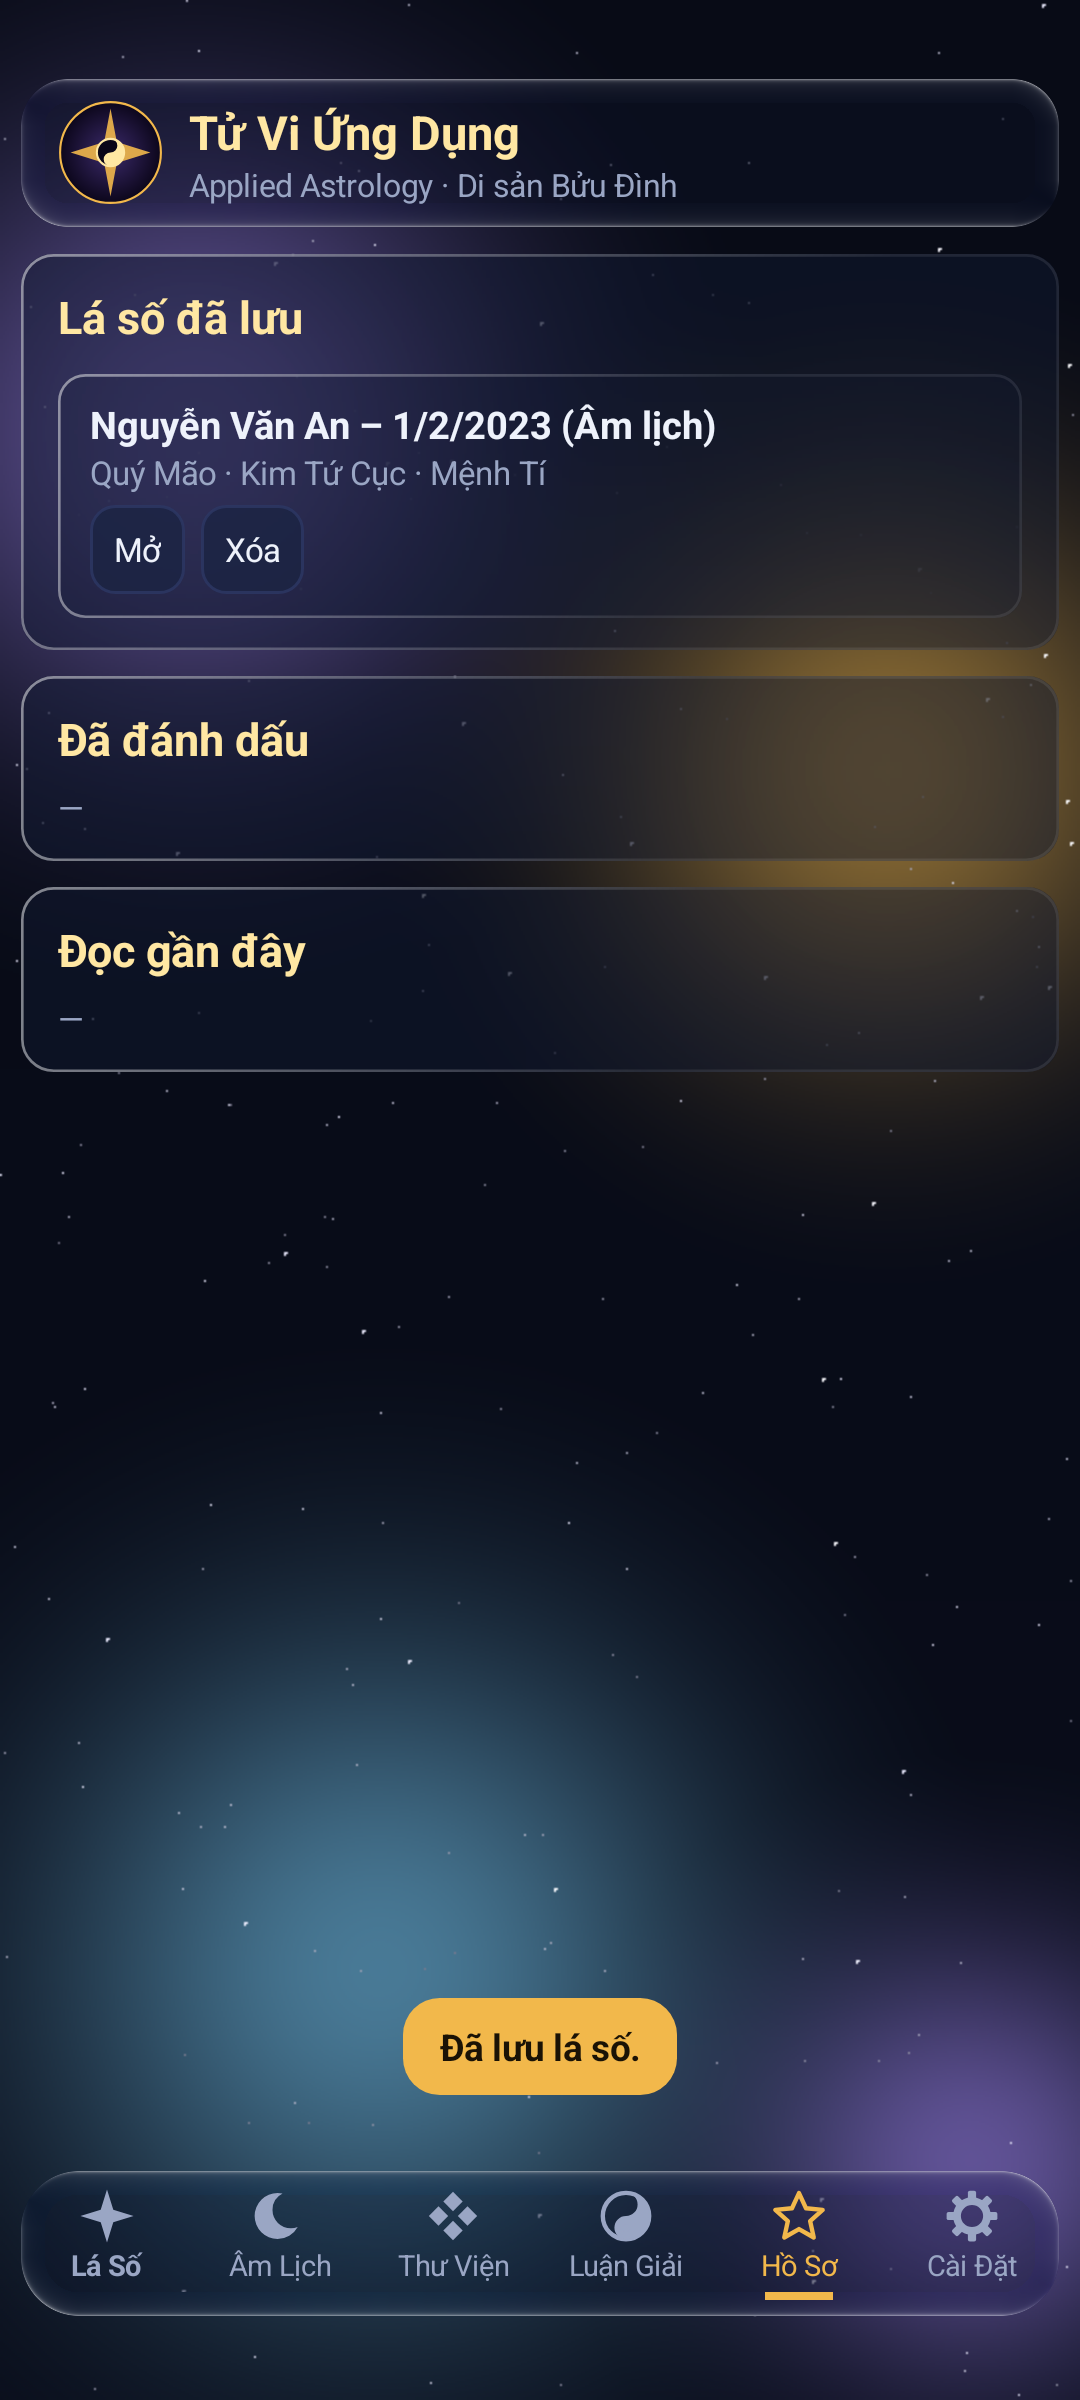 Tử Vi Ứng Dụng
Applied Astrology · Di sản Bửu Đình
Lá số đã lưu
Nguyễn Văn An – 1/2/2023 (Âm lịch)
Quý Mão · Kim Tứ Cục · Mệnh Tí
Mở
Xóa
Đã đánh dấu
—
Đọc gần đây
—
Đã lưu lá số.
Lá Số
Âm Lịch
Thư Viện
Luận Giải
Hồ Sơ
Cài Đặt